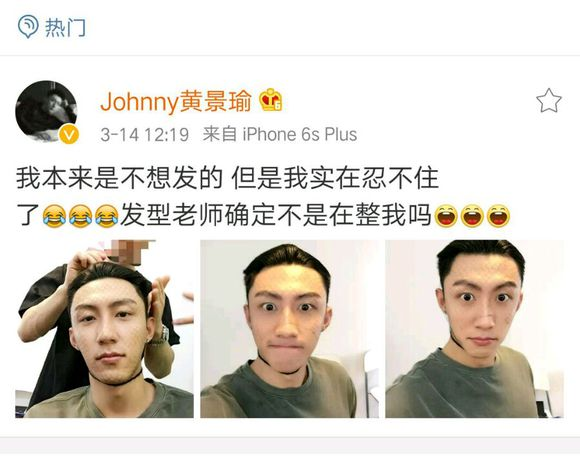 热门
Johnny黄景瑜
3-14 12:19 来自 iPhone 6s Plus
我本来是不想发的 但是我实在忍不住
了😂😂😂发型老师确定不是在整我吗😄😄😄